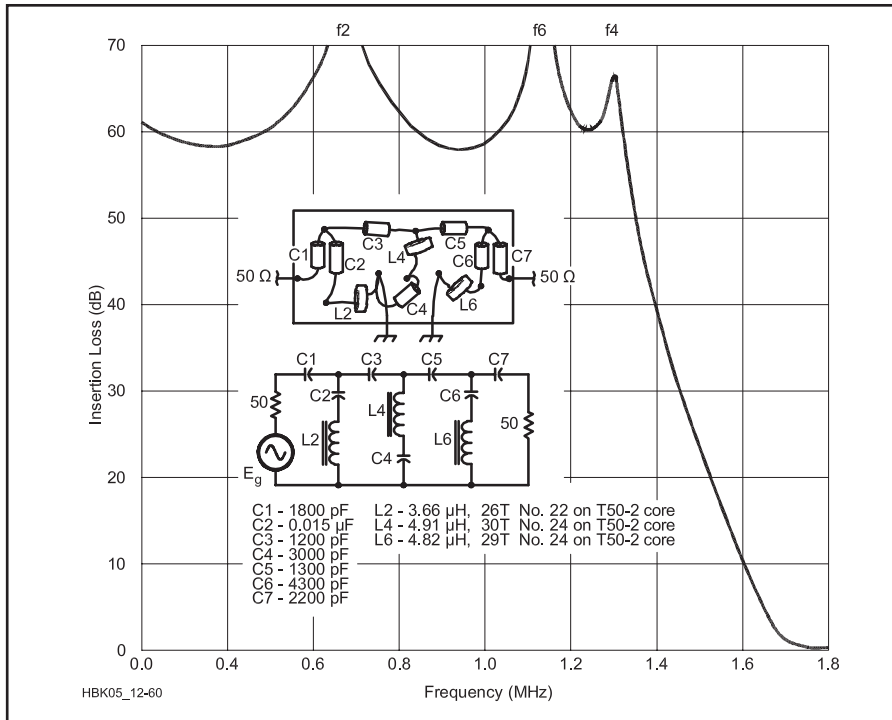 f2 f6 f4
70
60
50
40
30
20
10
0
Insertion Loss (dB)
C1 C2 C3 L4 C5 C6 C7
50 Ω 50 Ω
L2 C4 L6
C1 C3 C5 C7
50 C2 L4 C6 50
L2 C4 L6
Eg
C1 - 1800 pF L2 - 3.66 µH, 26T No. 22 on T50-2 core
C2 - 0.015 µF L4 - 4.91 µH, 30T No. 24 on T50-2 core
C3 - 1200 pF L6 - 4.82 µH, 29T No. 24 on T50-2 core
C4 - 3000 pF
C5 - 1300 pF
C6 - 4300 pF
C7 - 2200 pF
0.0 0.4 0.6 0.8 1.0 1.2 1.4 1.6 1.8
HBK05_12-60
Frequency (MHz)